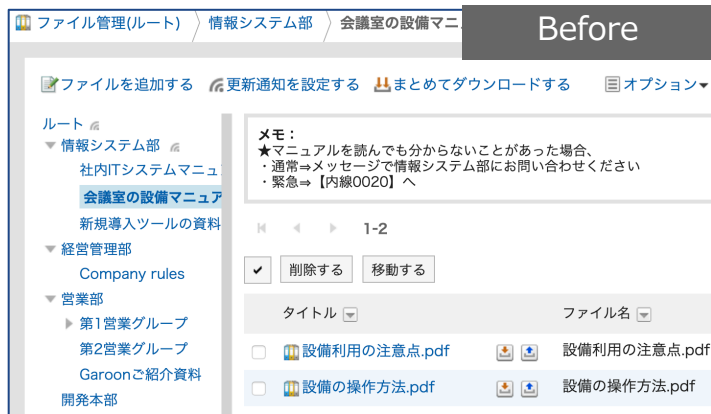 ファイル管理(ルート) 情報システム部 会議室の設備マニ
Before
ファイルを追加する 更新通知を設定する まとめてダウンロードする オプション
ルート
情報システム部
社内ITシステムマニュ
会議室の設備マニュア
新規導入ツールの資料
経営管理部
Company rules
営業部
第1営業グループ
第2営業グループ
Garoonご紹介資料
開発本部
メモ：
★マニュアルを読んでも分からないことがあった場合、
・通常⇒メッセージで情報システム部にお問い合わせください
・緊急⇒【内線0020】へ
1-2
削除する 移動する
タイトル ファイル名
設備利用の注意点.pdf 設備利用の注意点.pdf
設備の操作方法.pdf 設備の操作方法.pdf